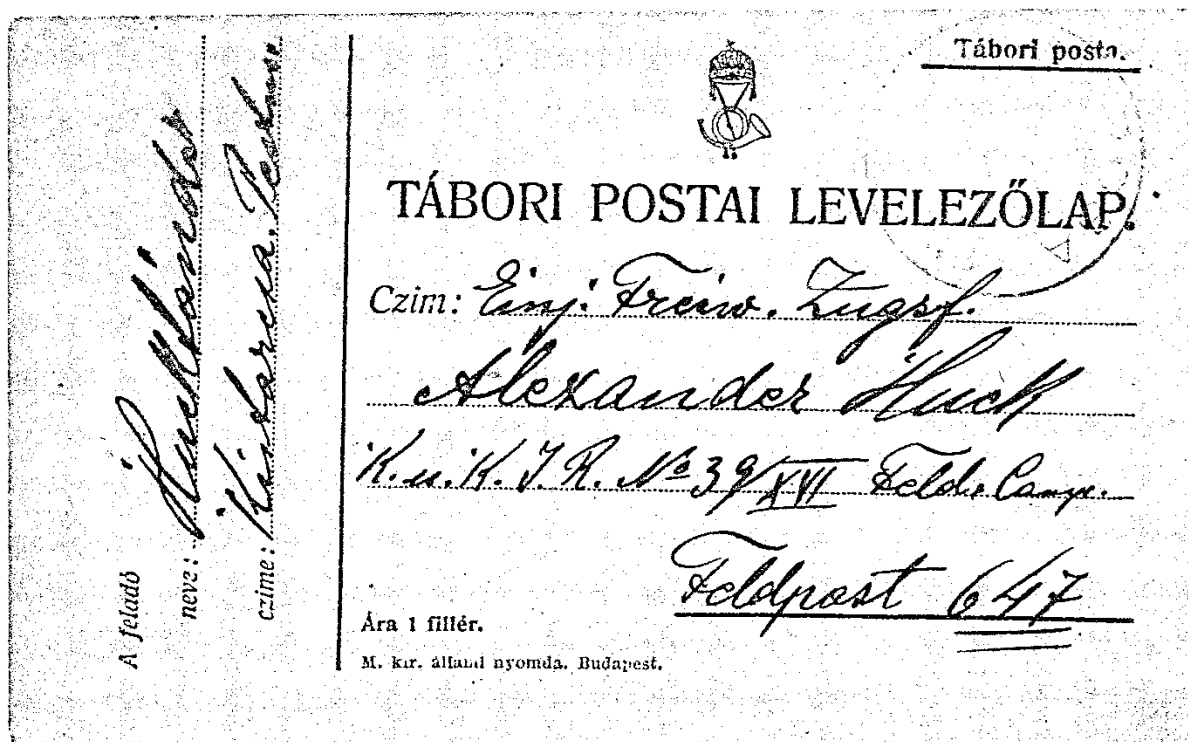 Tábori posta.
TÁBORI POSTAI LEVELEZŐLAP.
Czim: Einj. Freiw. Zugsf.
Alexander Huck
K. u. K. I. R. No 39/XVI Feld. Comp.
Feldpost 647
Ára 1 fillér.
M. kir. állami nyomda. Budapest.
A feladó
neve: Huck
czime: